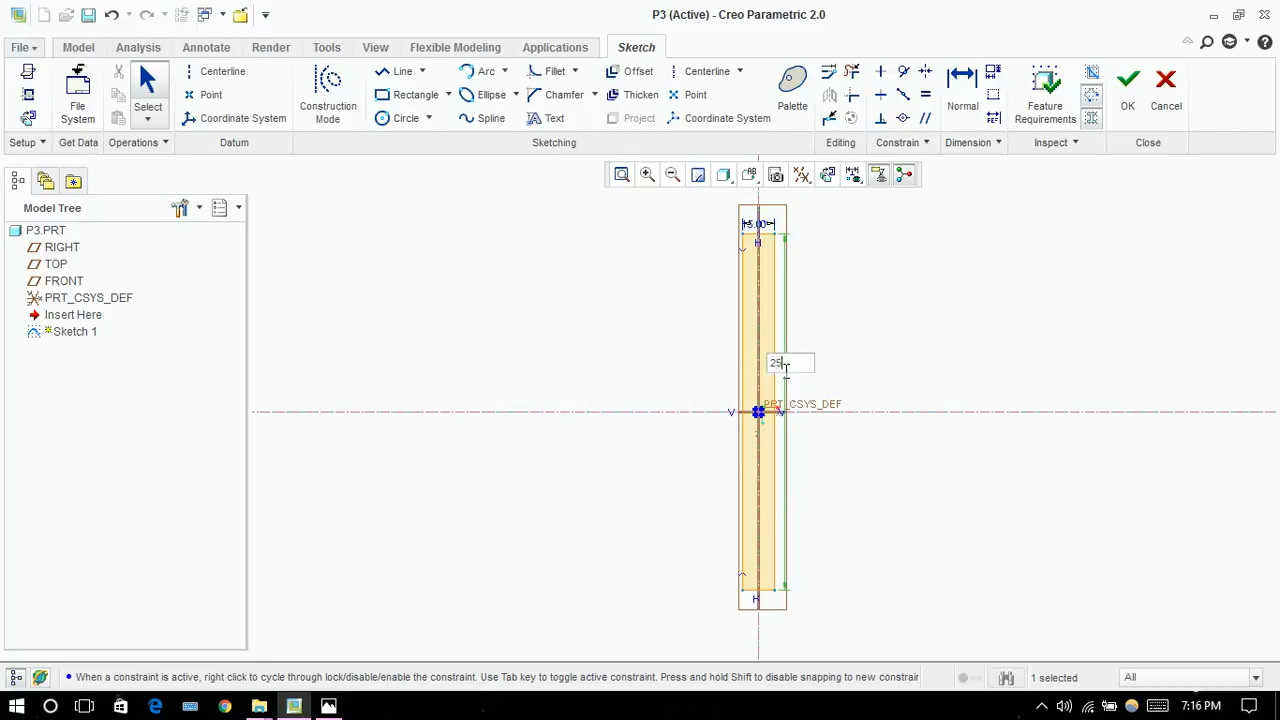 P3 (Active) - Creo Parametric 2.0
File Model Analysis Annotate Render Tools View Flexible Modeling Applications Sketch
Setup
File System
Get Data
Select
Operations
Centerline
Point
Coordinate System
Datum
Construction Mode
Line Arc Fillet Offset Centerline
Rectangle Ellipse Chamfer Thicken Point
Circle Spline Text Project Coordinate System
Palette
Sketching
Editing
Constrain
Normal
Dimension
Feature Requirements
Inspect
OK
Cancel
Close
Model Tree
P3.PRT
RIGHT
TOP
FRONT
PRT_CSYS_DEF
Insert Here
Sketch 1
H
25
V
PRT_CSYS_DEF
V
H
When a constraint is active, right click to cycle through lock/disable/enable the constraint. Use Tab key to toggle active constraint. Press and hold Shift to disable snapping to new constrair
1 selected
All
7:16 PM